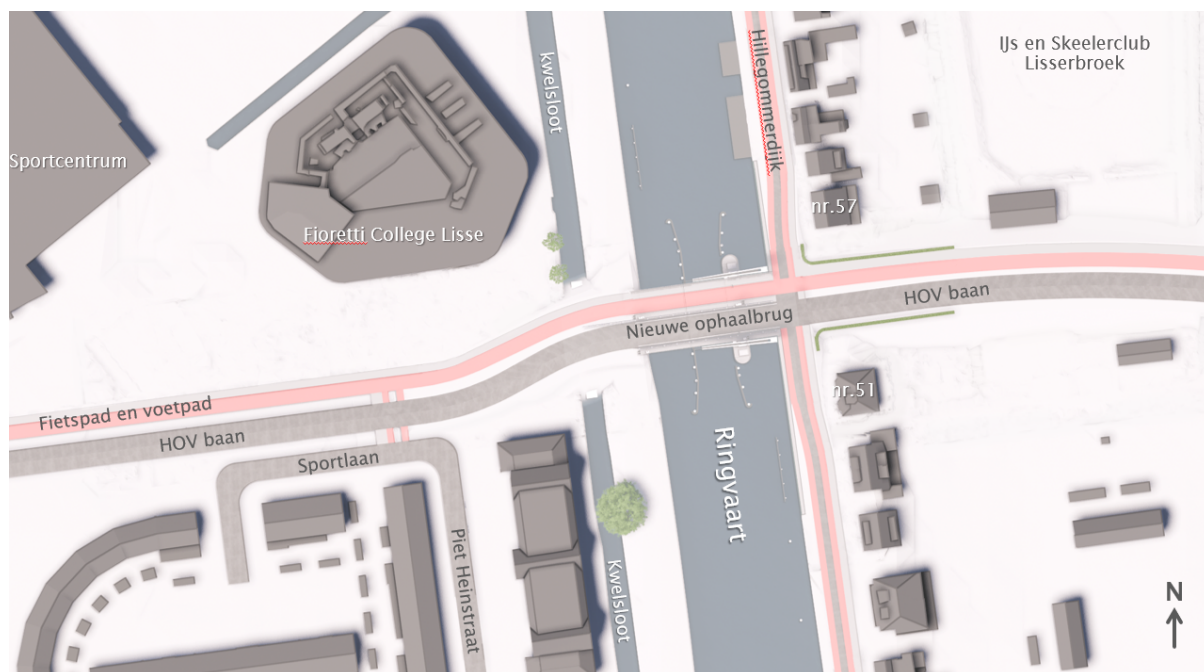 IJs en Skeelerclub
Lisserbroek
Hillegommerdijk
kwelsloot
Sportcentrum
nr.57
Fioretti College Lisse
HOV baan
Nieuwe ophaalbrug
nr.51
Fietspad en voetpad
HOV baan
Ringvaart
Sportlaan
Piet Heinstraat
Kwelsloot
N